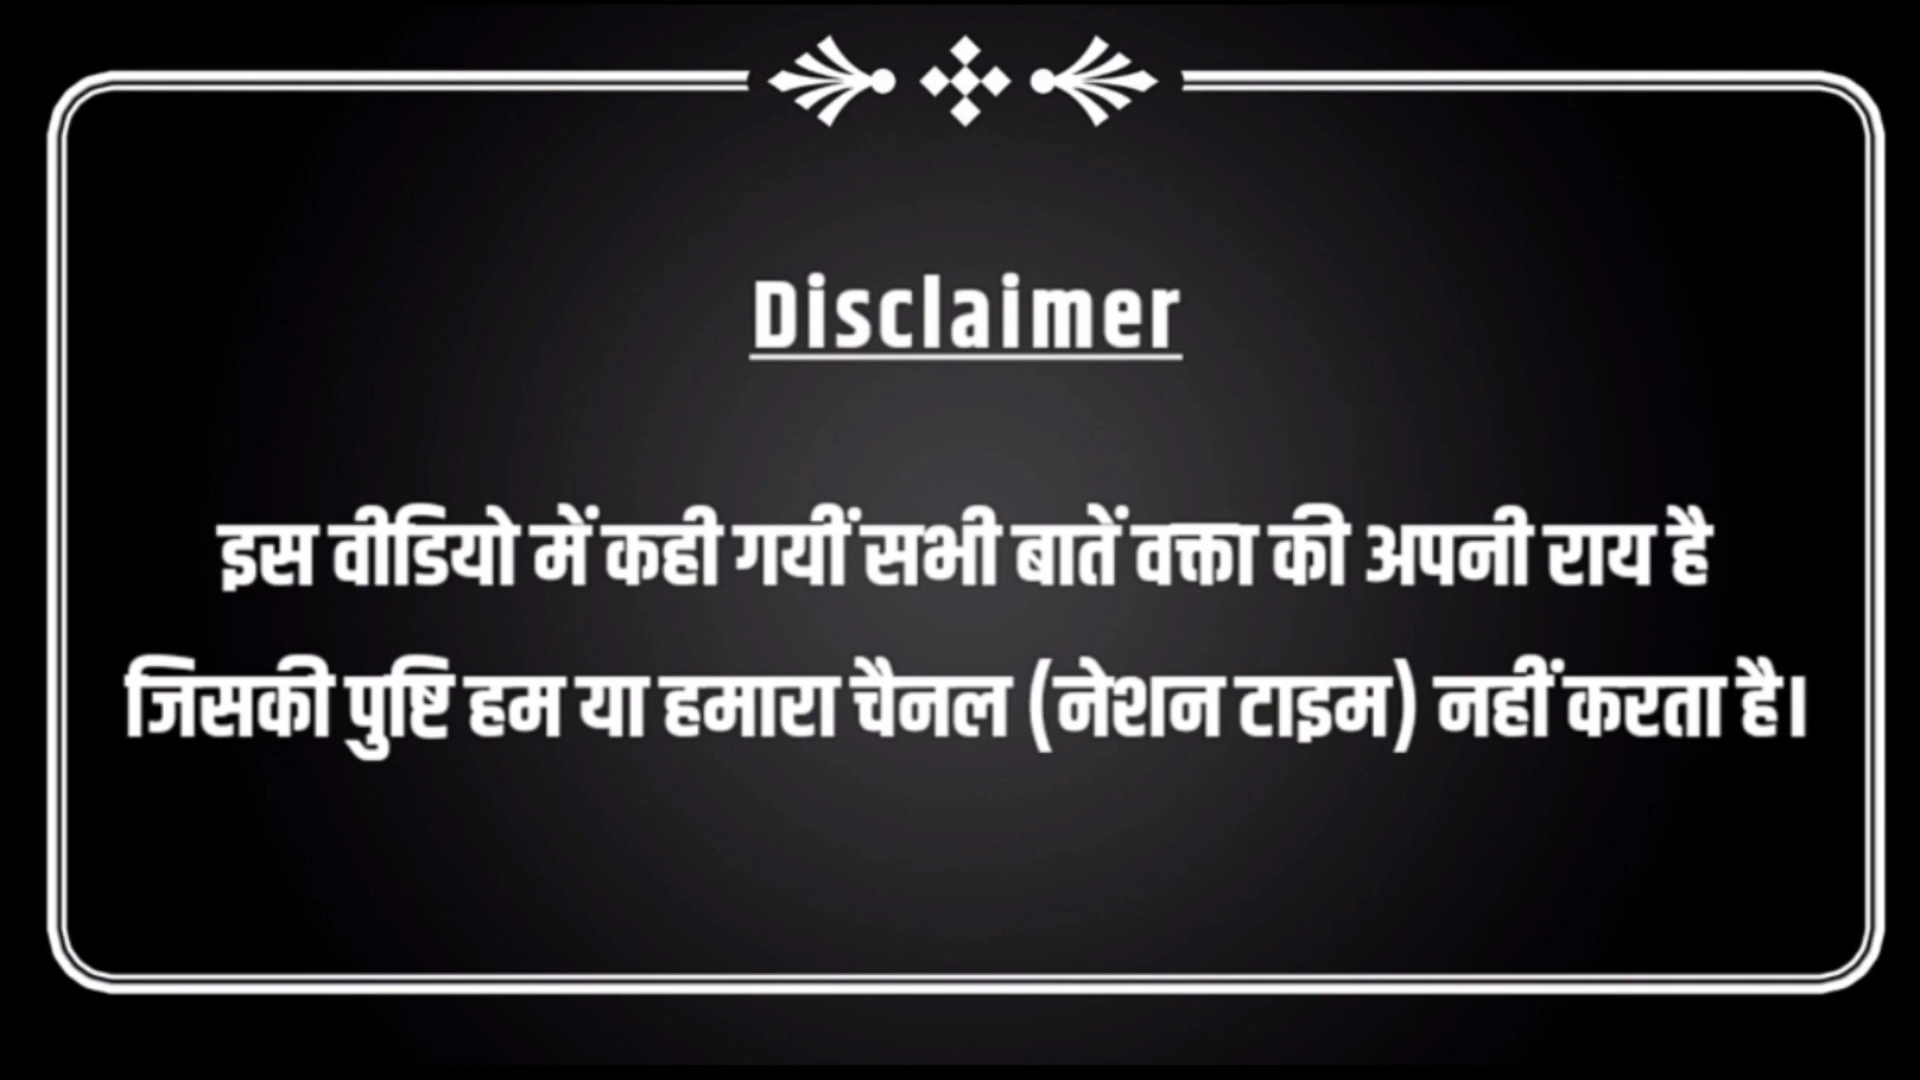 Disclaimer
इस वीडियो में कही गयीं सभी बातें वक्ता की अपनी राय है
जिसकी पुष्टि हम या हमारा चैनल (नेशन टाइम) नहीं करता है।